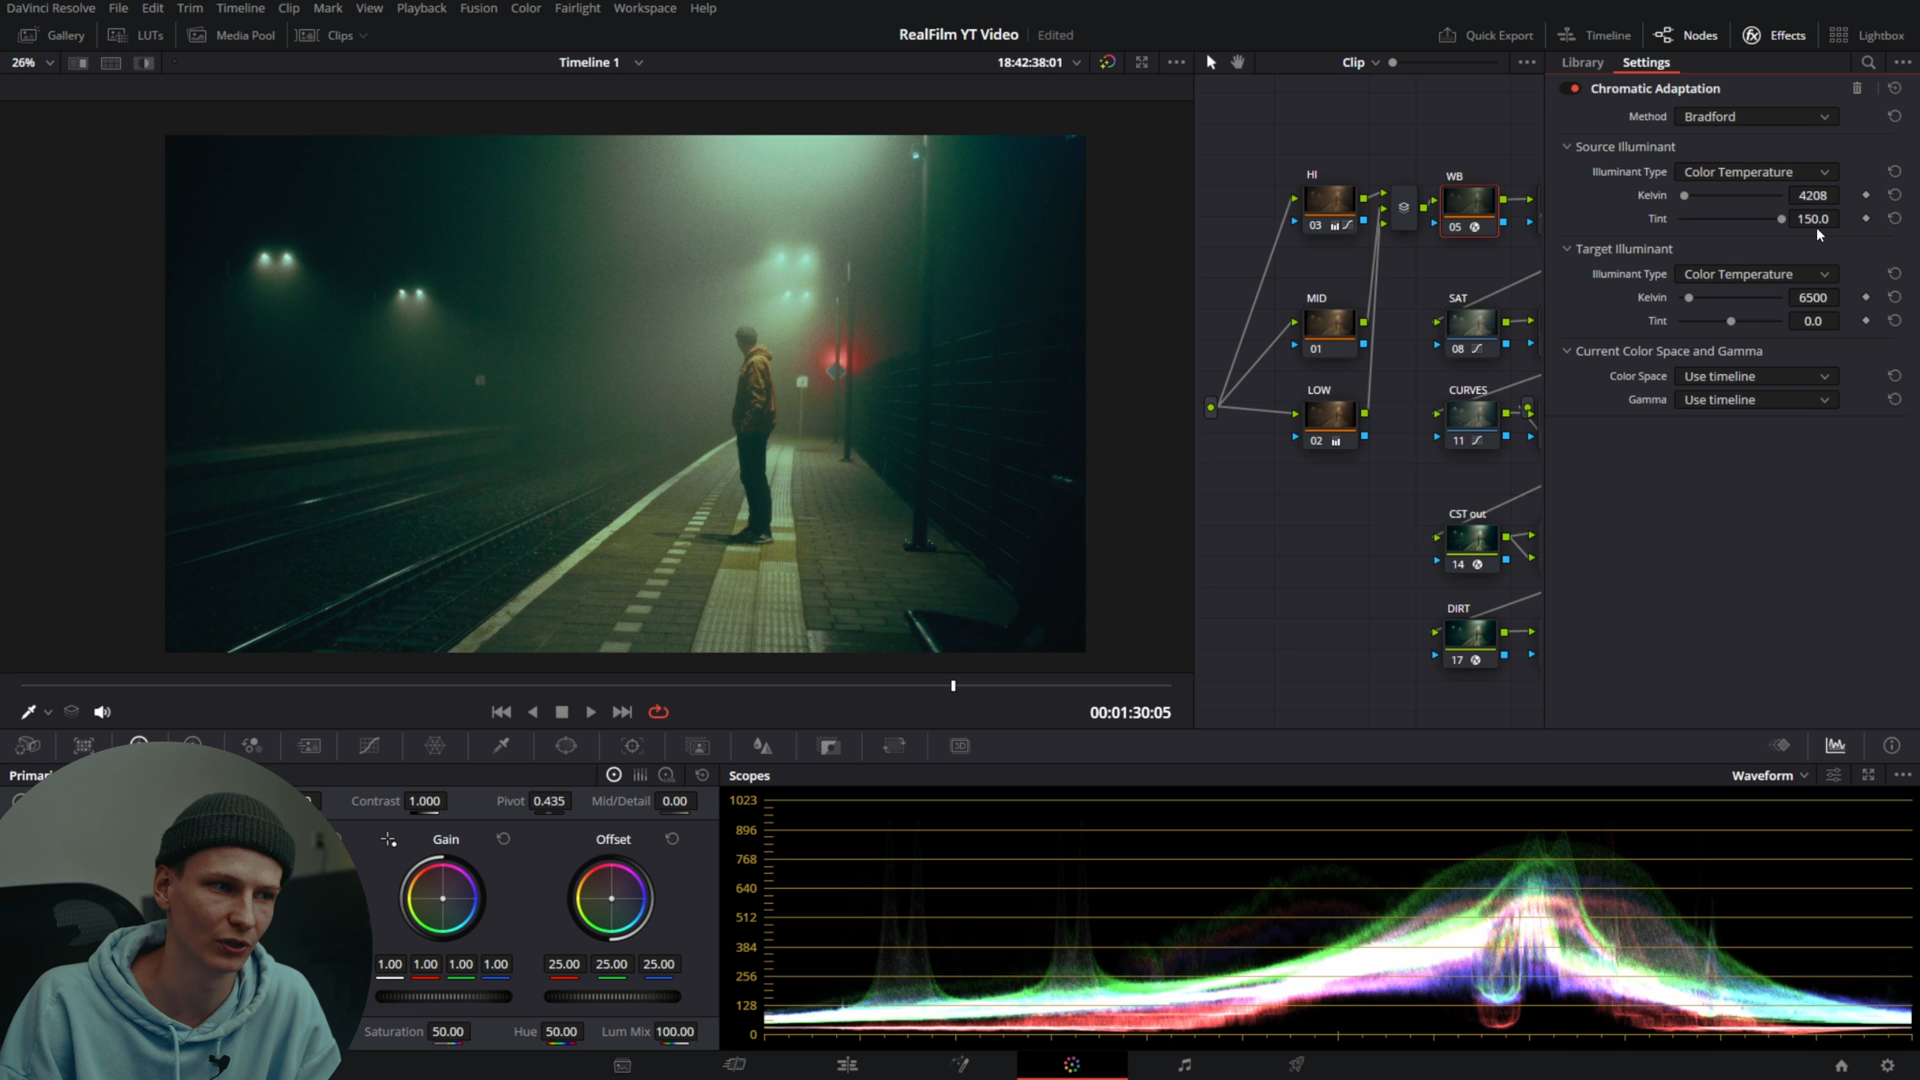 DaVinci Resolve File Edit Trim Timeline Clip Mark View Playback Fusion Color Fairlight Workspace Help
Gallery LUTs Media Pool Clips RealFilm YT Video Edited Quick Export Timeline Nodes Effects Lightbox
26% Timeline 1 18:42:38:01 Clip Library Settings
Chromatic Adaptation
Method Bradford
Source Illuminant
Illuminant Type Color Temperature
Kelvin 4208
Tint 150.0
Target Illuminant
Illuminant Type Color Temperature
Kelvin 6500
Tint 0.0
Current Color Space and Gamma
Color Space Use timeline
Gamma Use timeline
HI
03
WB
05
MID
01
SAT
08
LOW
02
CURVES
11
CST out
14
DIRT
17
00:01:30:05
3D
Contrast 1.000 Pivot 0.435 Mid/Detail 0.00
Gain Offset
1.00 1.00 1.00 1.00 25.00 25.00 25.00
Saturation 50.00 Hue 50.00 Lum Mix 100.00
Scopes Waveform
1023
896
768
640
512
384
256
128
0